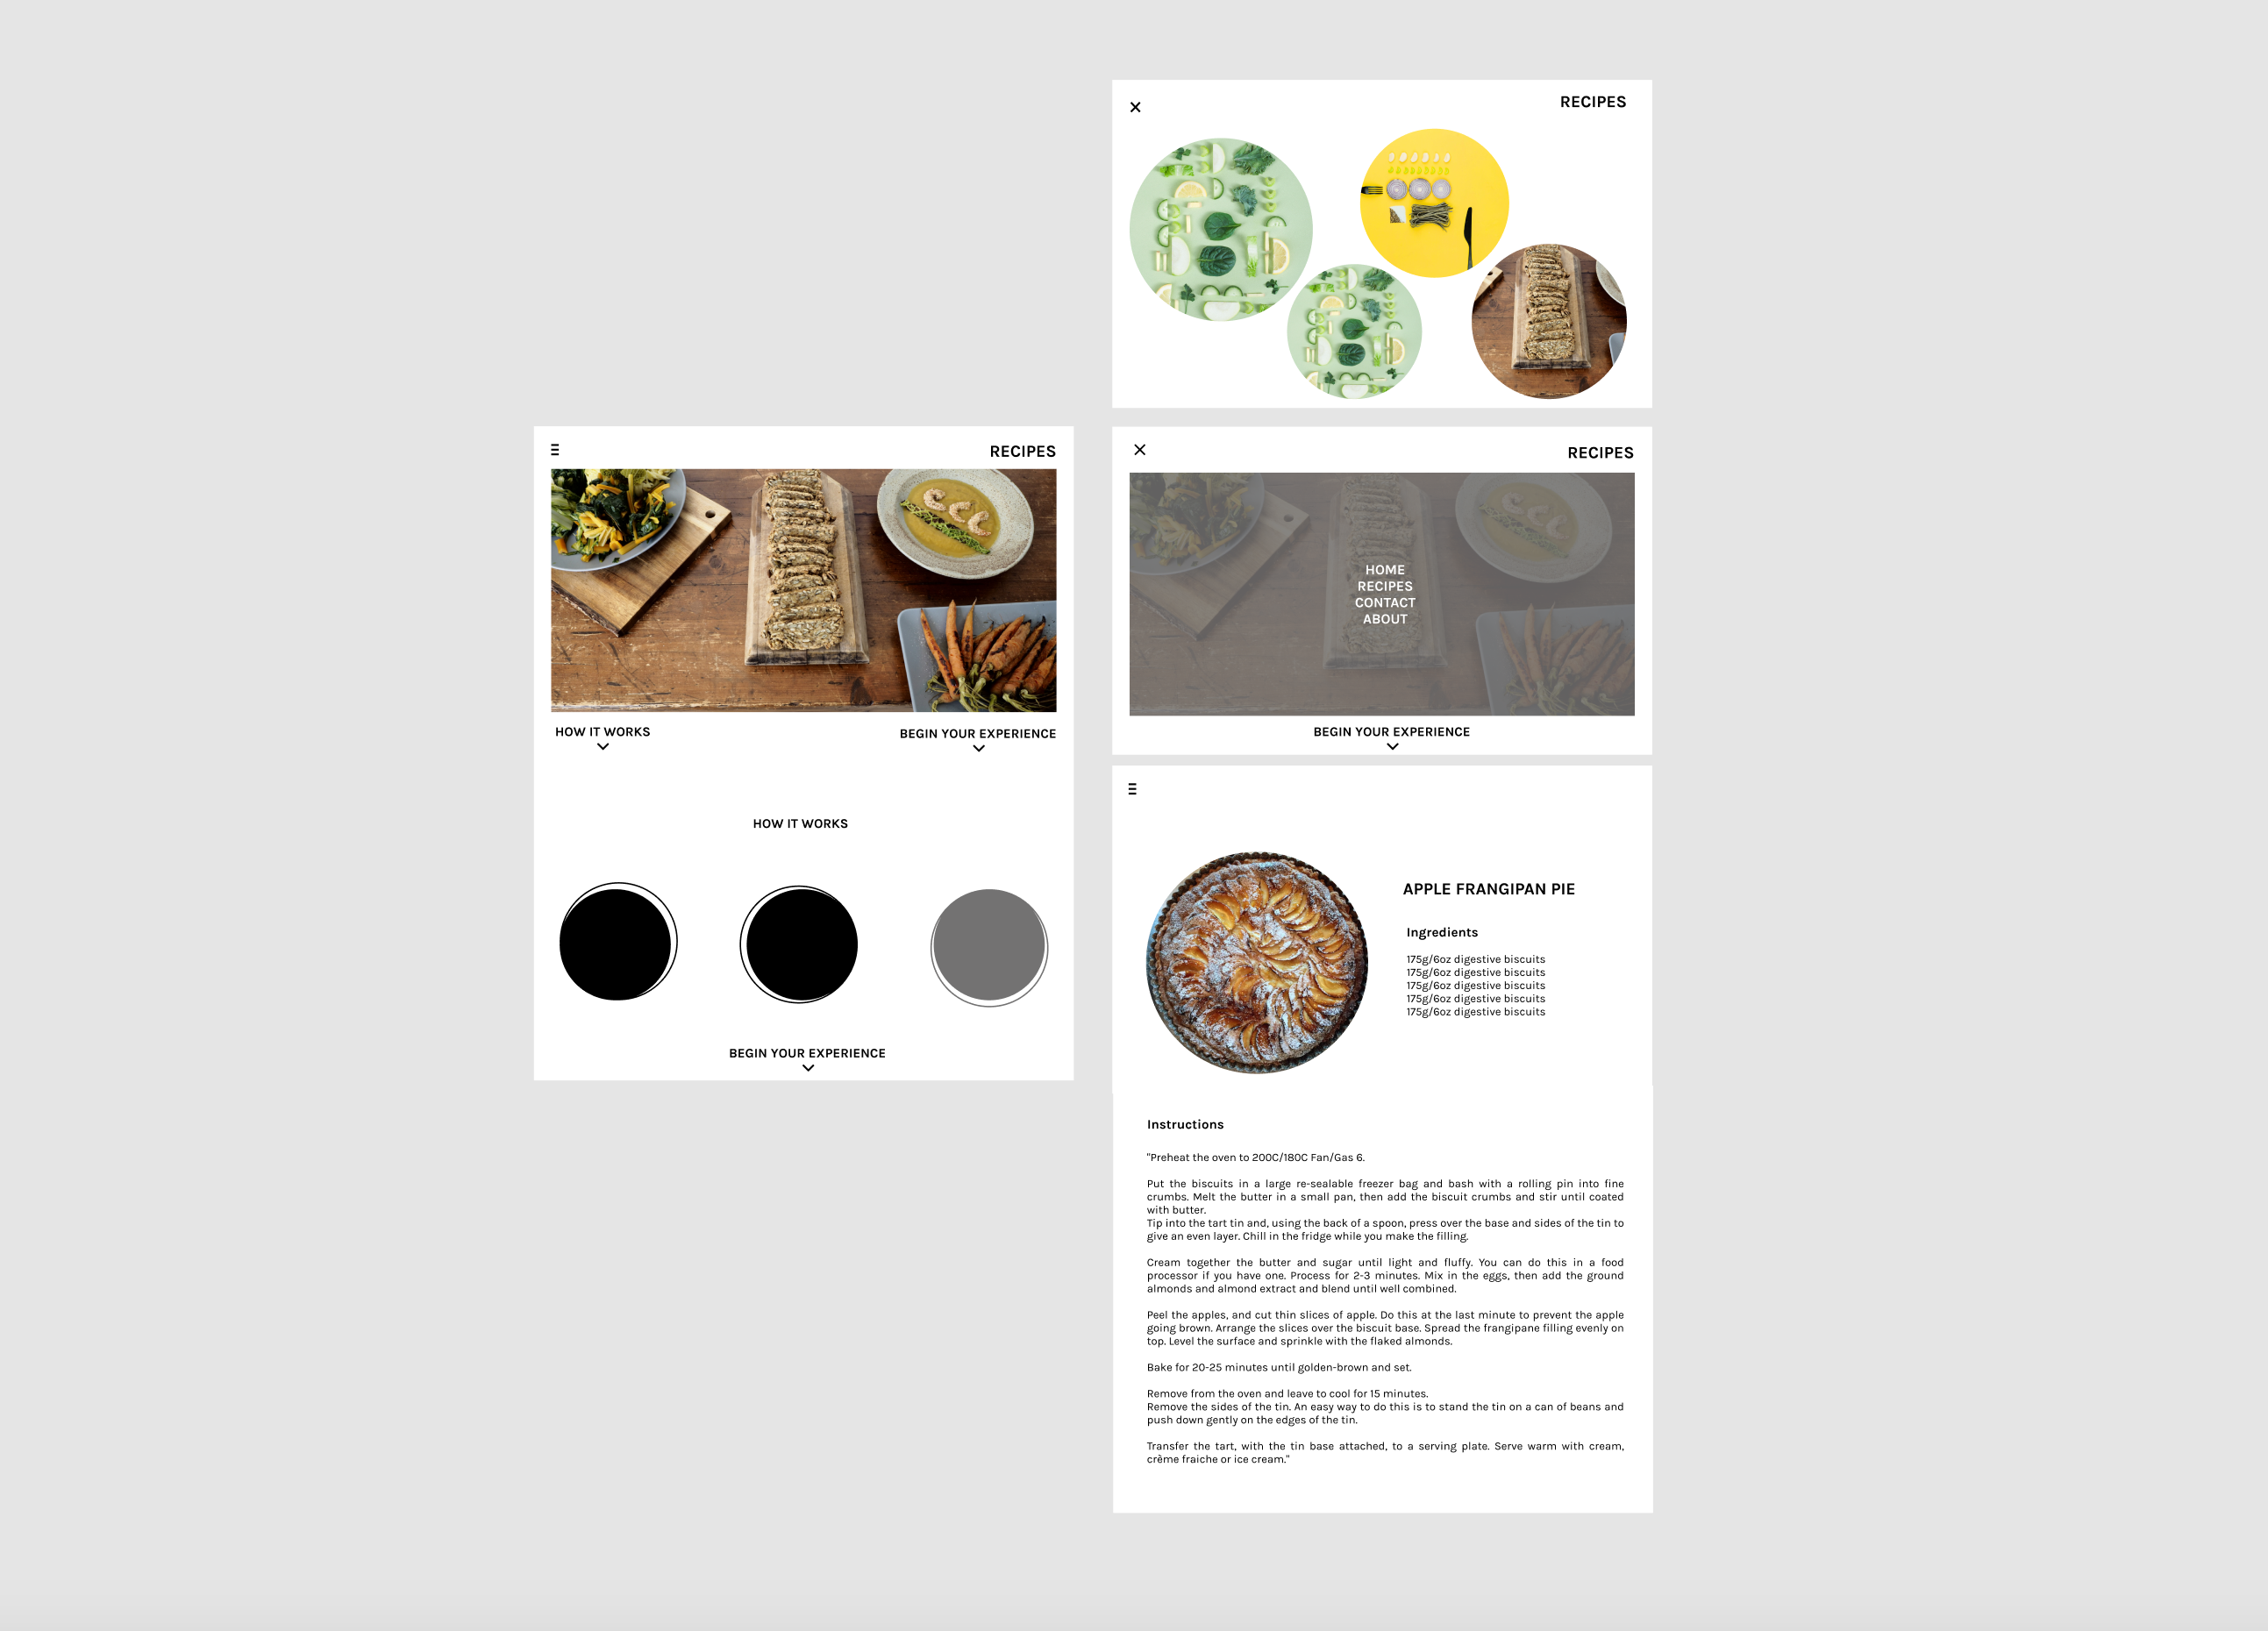 RECIPES
HOW IT WORKS
BEGIN YOUR EXPERIENCE
HOW IT WORKS
BEGIN YOUR EXPERIENCE
RECIPES
RECIPES
HOME
RECIPES
CONTACT
ABOUT
BEGIN YOUR EXPERIENCE
APPLE FRANGIPAN PIE
Ingredients
175g/6oz digestive biscuits
175g/6oz digestive biscuits
175g/6oz digestive biscuits
175g/6oz digestive biscuits
175g/6oz digestive biscuits
Instructions
"Preheat the oven to 200C/180C Fan/Gas 6.
Put the biscuits in a large re-sealable freezer bag and bash with a rolling pin into fine
crumbs. Melt the butter in a small pan, then add the biscuit crumbs and stir until coated
with butter.
Tip into the tart tin and, using the back of a spoon, press over the base and sides of the tin to
give an even layer. Chill in the fridge while you make the filling.
Cream together the butter and sugar until light and fluffy. You can do this in a food
processor if you have one. Process for 2-3 minutes. Mix in the eggs, then add the ground
almonds and almond extract and blend until well combined.
Peel the apples, and cut thin slices of apple. Do this at the last minute to prevent the apple
going brown. Arrange the slices over the biscuit base. Spread the frangipane filling evenly on
top. Level the surface and sprinkle with the flaked almonds.
Bake for 20-25 minutes until golden-brown and set.
Remove from the oven and leave to cool for 15 minutes.
Remove the sides of the tin. An easy way to do this is to stand the tin on a can of beans and
push down gently on the edges of the tin.
Transfer the tart, with the tin base attached, to a serving plate. Serve warm with cream,
crème fraiche or ice cream."